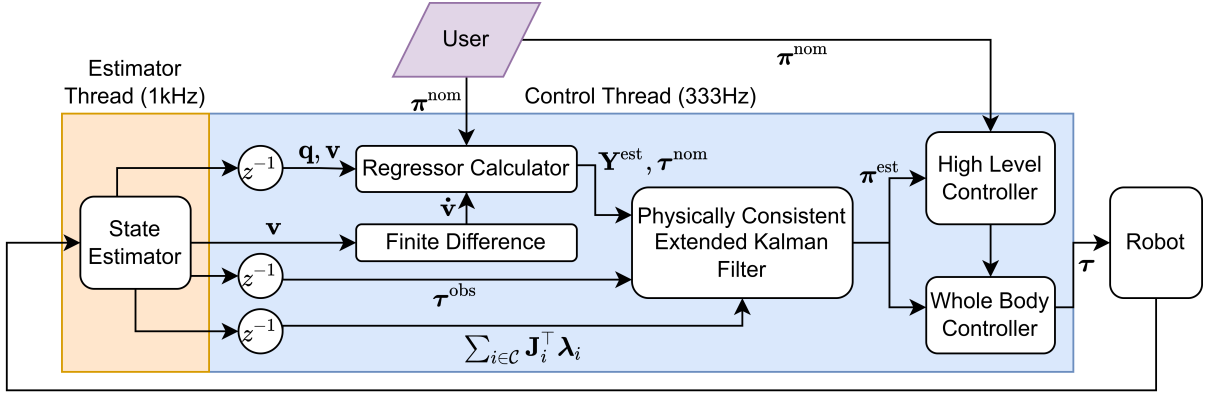 User
π^nom
Estimator
Thread (1kHz)
π^nom
Control Thread (333Hz)
z⁻¹
q, v
Regressor Calculator
Y^est, τ^nom
π^est
High Level
Controller
State
Estimator
v
v̇
Finite Difference
Physically Consistent
Extended Kalman
Filter
Robot
z⁻¹
τ^obs
τ
Whole Body
Controller
z⁻¹
∑_{i∈𝒞} J_i^⊤ λ_i